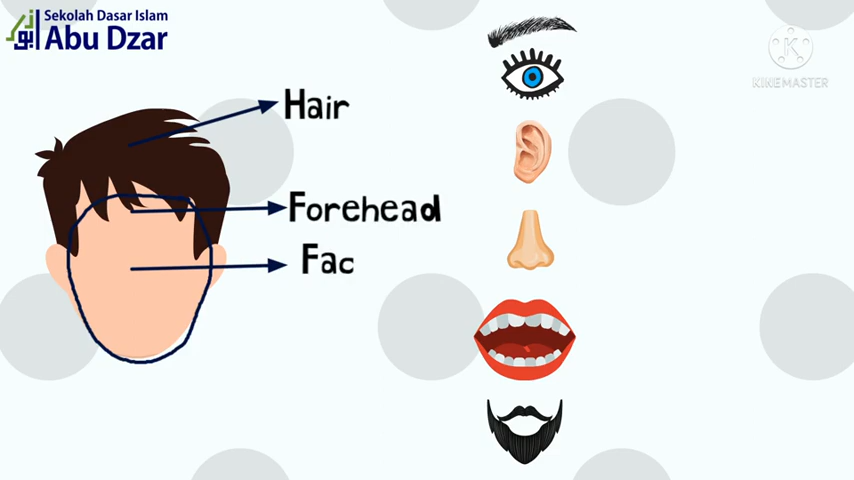 Sekolah Dasar Islam
Abu Dzar
KINEMASTER
Hair
Forehead
Fac